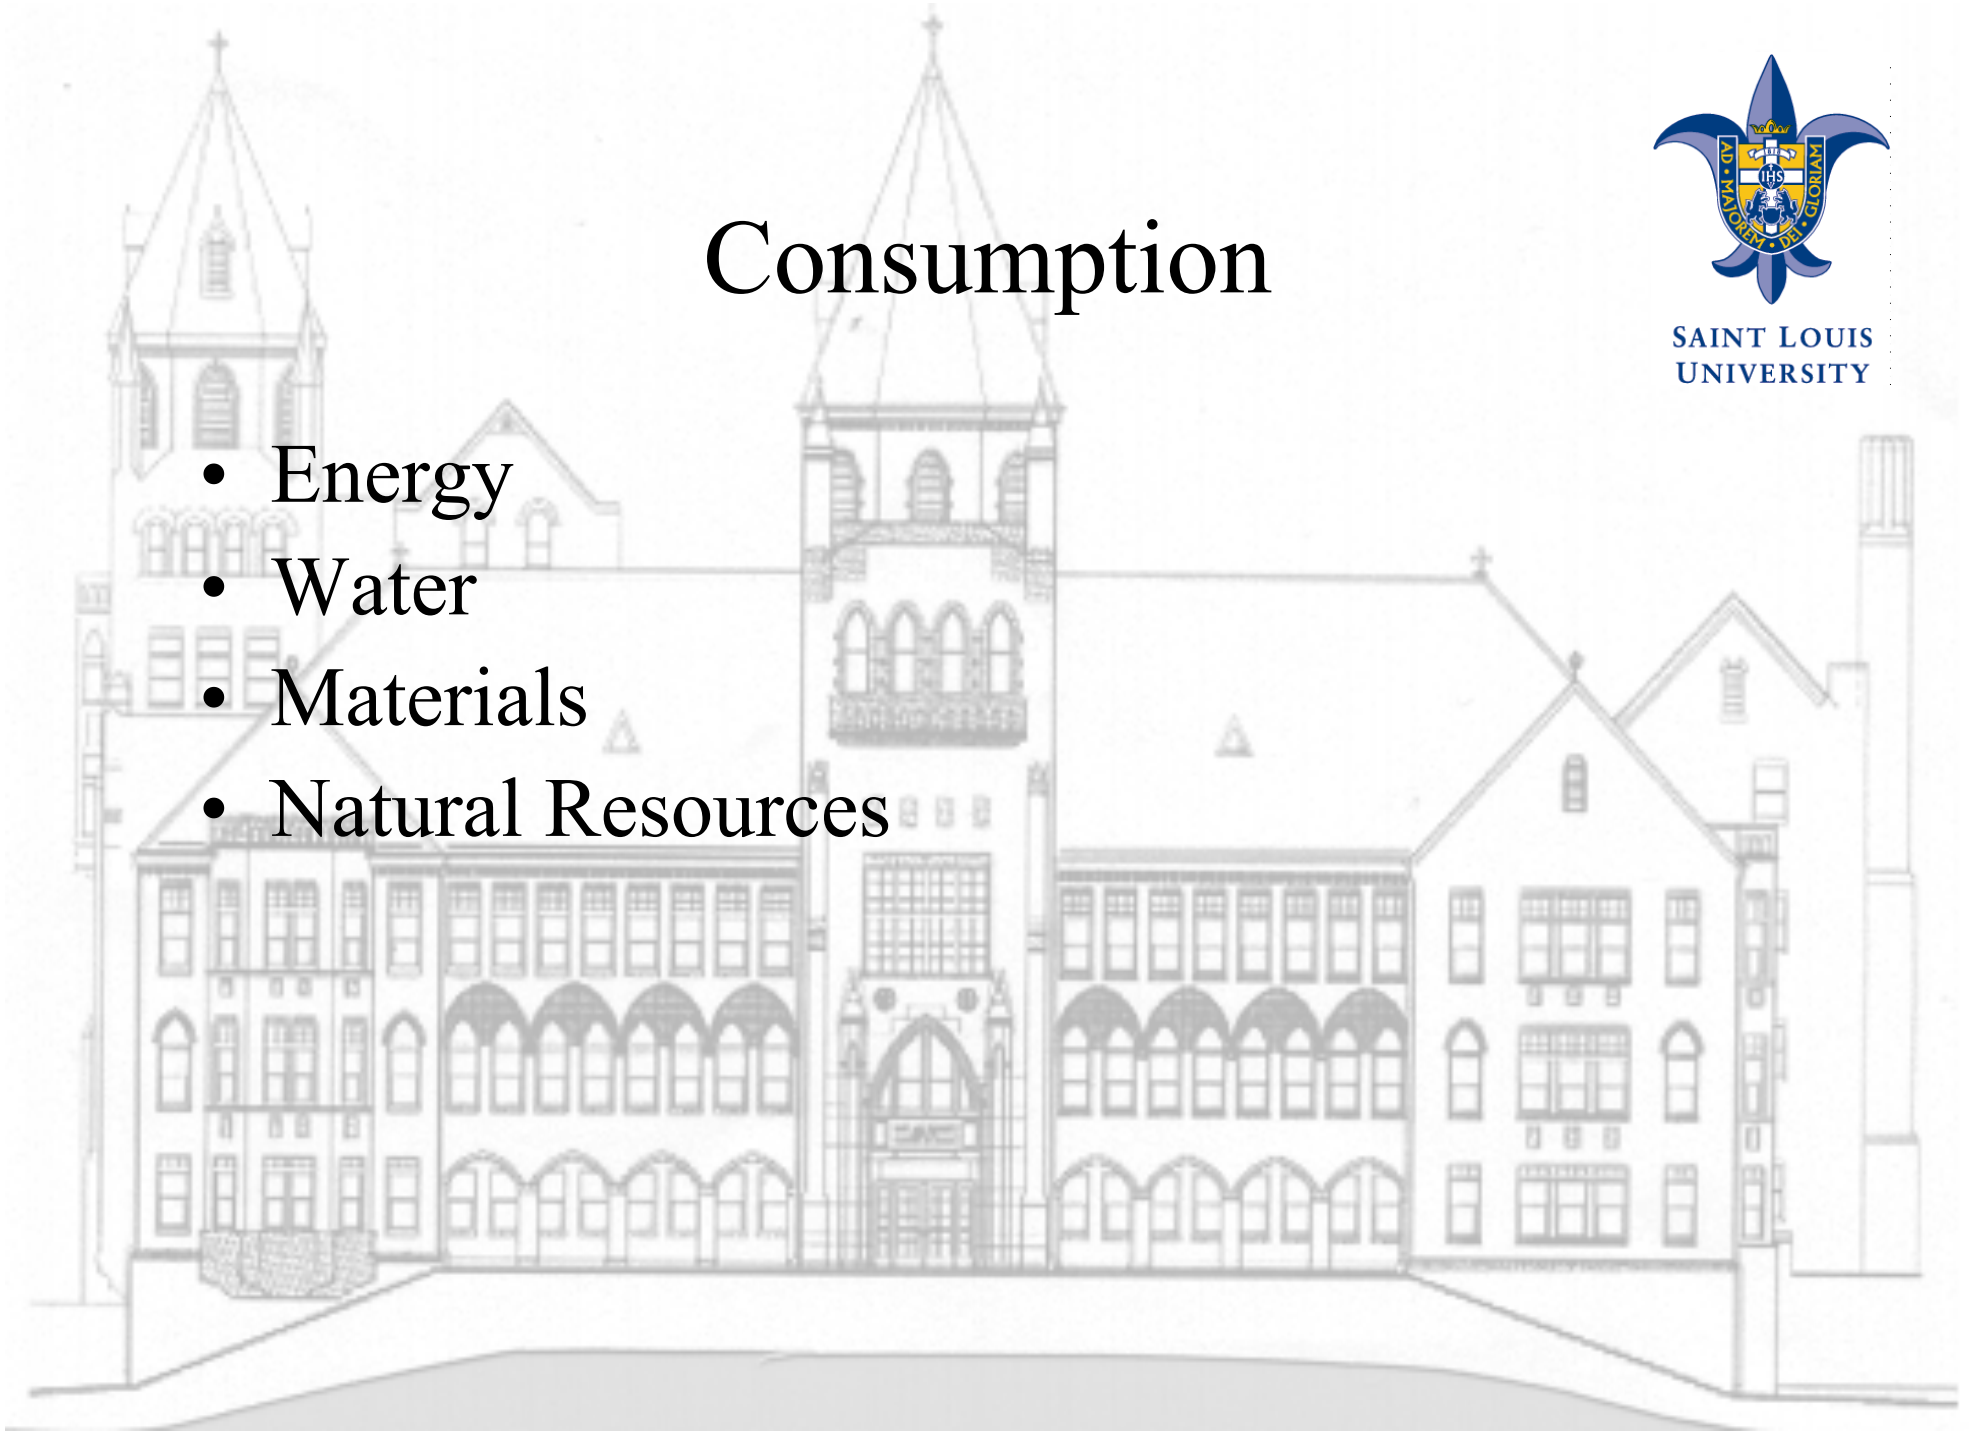 Consumption
AD • MAJOREM • DEI • GLORIAM
IHS
SAINT LOUIS
UNIVERSITY
• Energy
• Water
• Materials
• Natural Resources